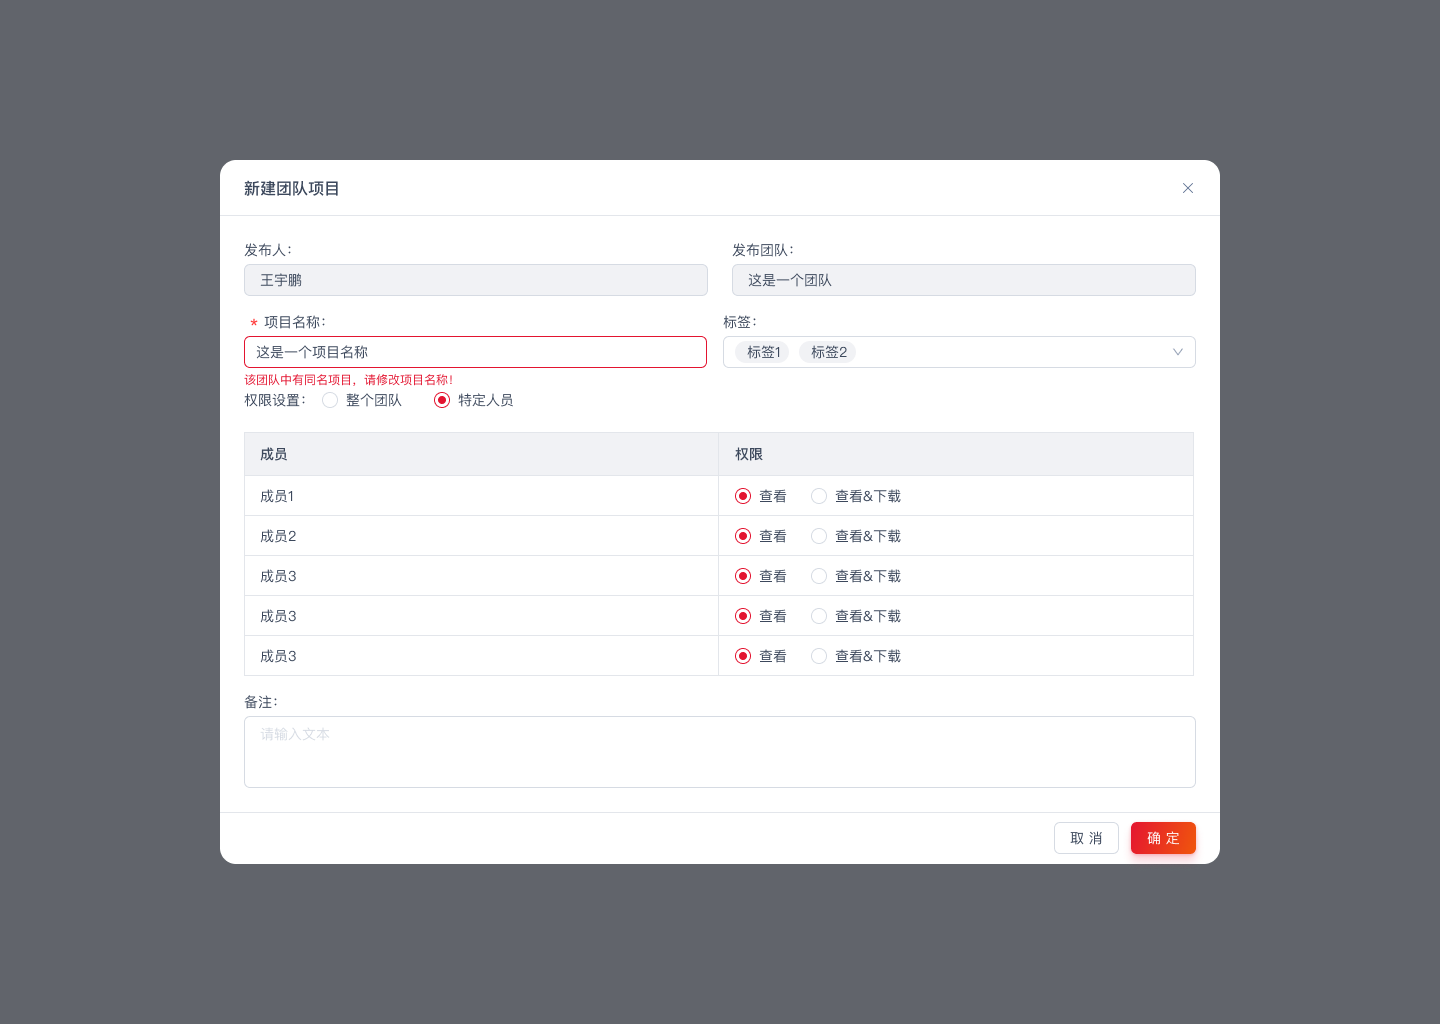 新建团队项目
发布人： 发布团队：
王宇鹏 这是一个团队
* 项目名称： 标签：
这是一个项目名称 标签1 标签2
该团队中有同名项目，请修改项目名称！
权限设置： 整个团队 特定人员
成员 权限
成员1 查看 查看&下载
成员2 查看 查看&下载
成员3 查看 查看&下载
成员3 查看 查看&下载
成员3 查看 查看&下载
备注：
请输入文本
取 消 确 定